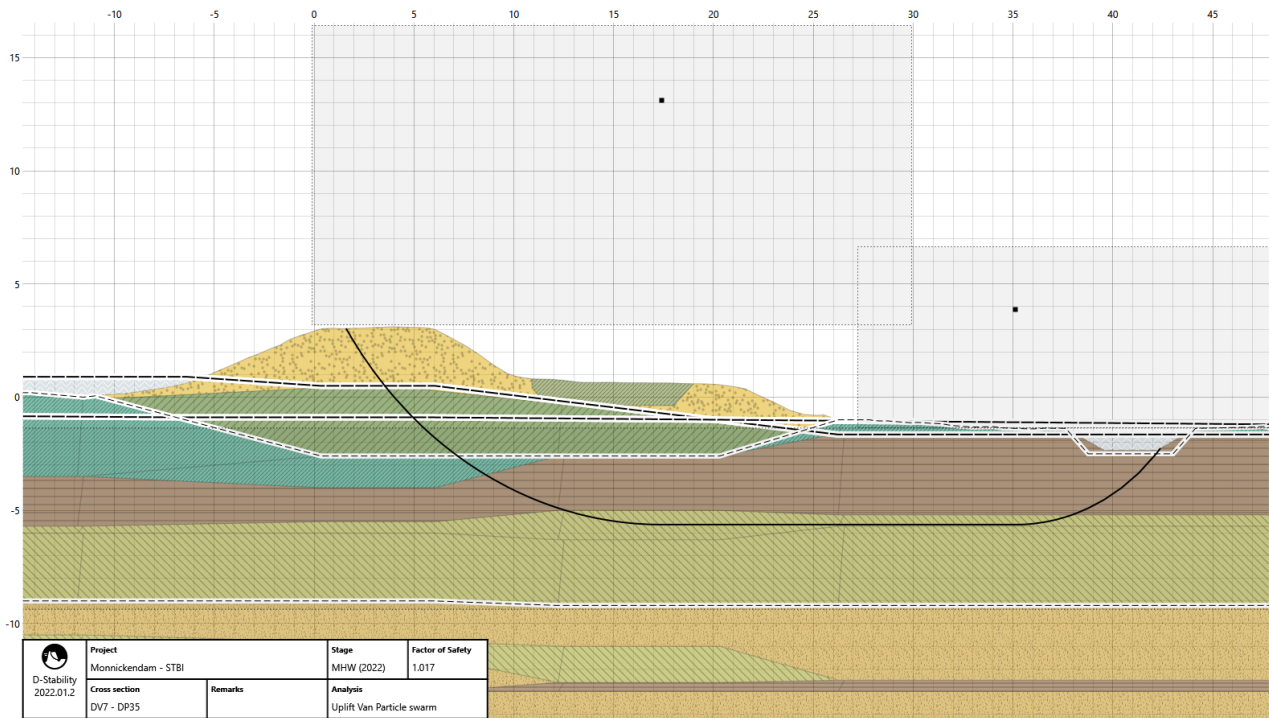 -10 -5 0 5 10 15 20 25 30 35 40 45
15
10
5
0
-5
-10
D-Stability
2022.01.2
Project
Monnickendam - STBI
Stage
MHW (2022)
Factor of Safety
1.017
Cross section
DV7 - DP35
Remarks
Analysis
Uplift Van Particle swarm